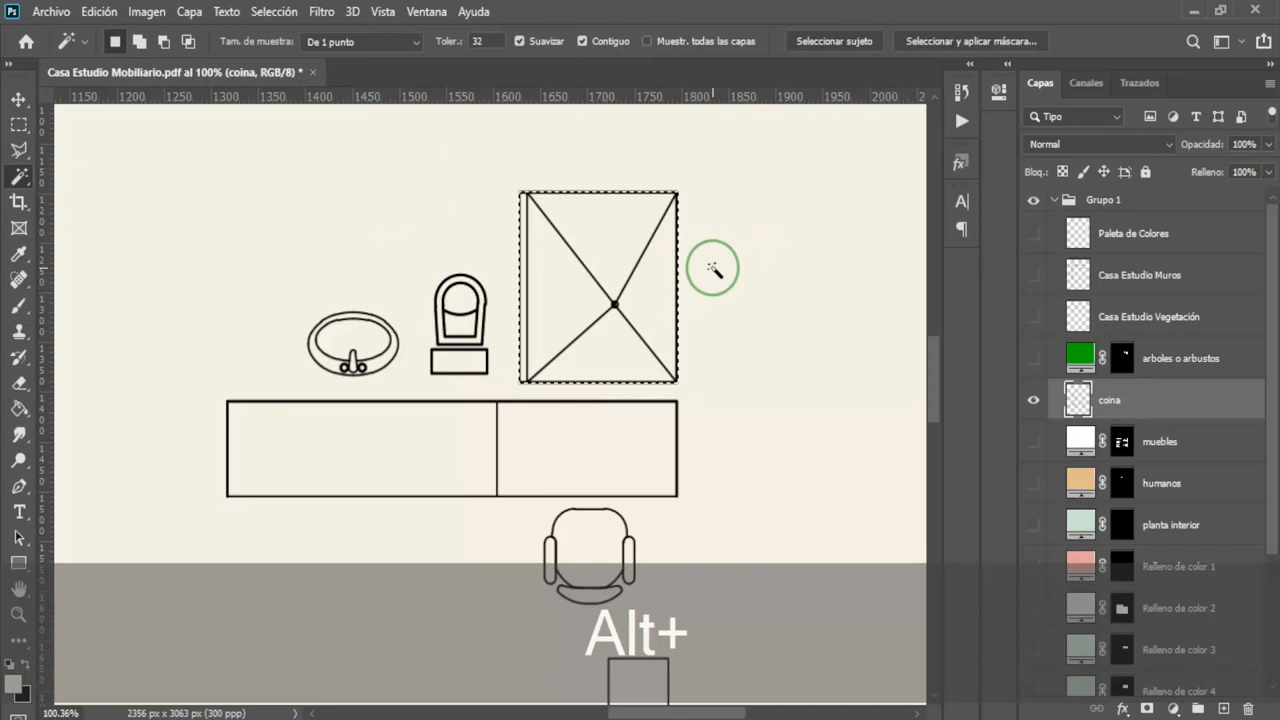 Ps Archivo Edición Imagen Capa Texto Selección Filtro 3D Vista Ventana Ayuda
Tam. de muestra: De 1 punto Toler.: 32 Suavizar Contiguo Muestr. todas las capas Seleccionar sujeto Seleccionar y aplicar máscara...
Casa Estudio Mobiliario.pdf al 100% (coina, RGB/8) * ×
1150 1200 1250 1300 1350 1400 1450 1500 1550 1600 1650 1700 1750 1800 1850 1900 1950 2000 2
Capas Canales Trazados
Tipo
Normal Opacidad: 100%
Bloq.: Relleno: 100%
Grupo 1
Paleta de Colores
Casa Estudio Muros
Casa Estudio Vegetación
arboles o arbustos
coina
muebles
humanos
planta interior
Relleno de color 1
Relleno de color 2
Relleno de color 3
Relleno de color 4
Alt+
100.36% 2356 px x 3063 px (300 ppp)